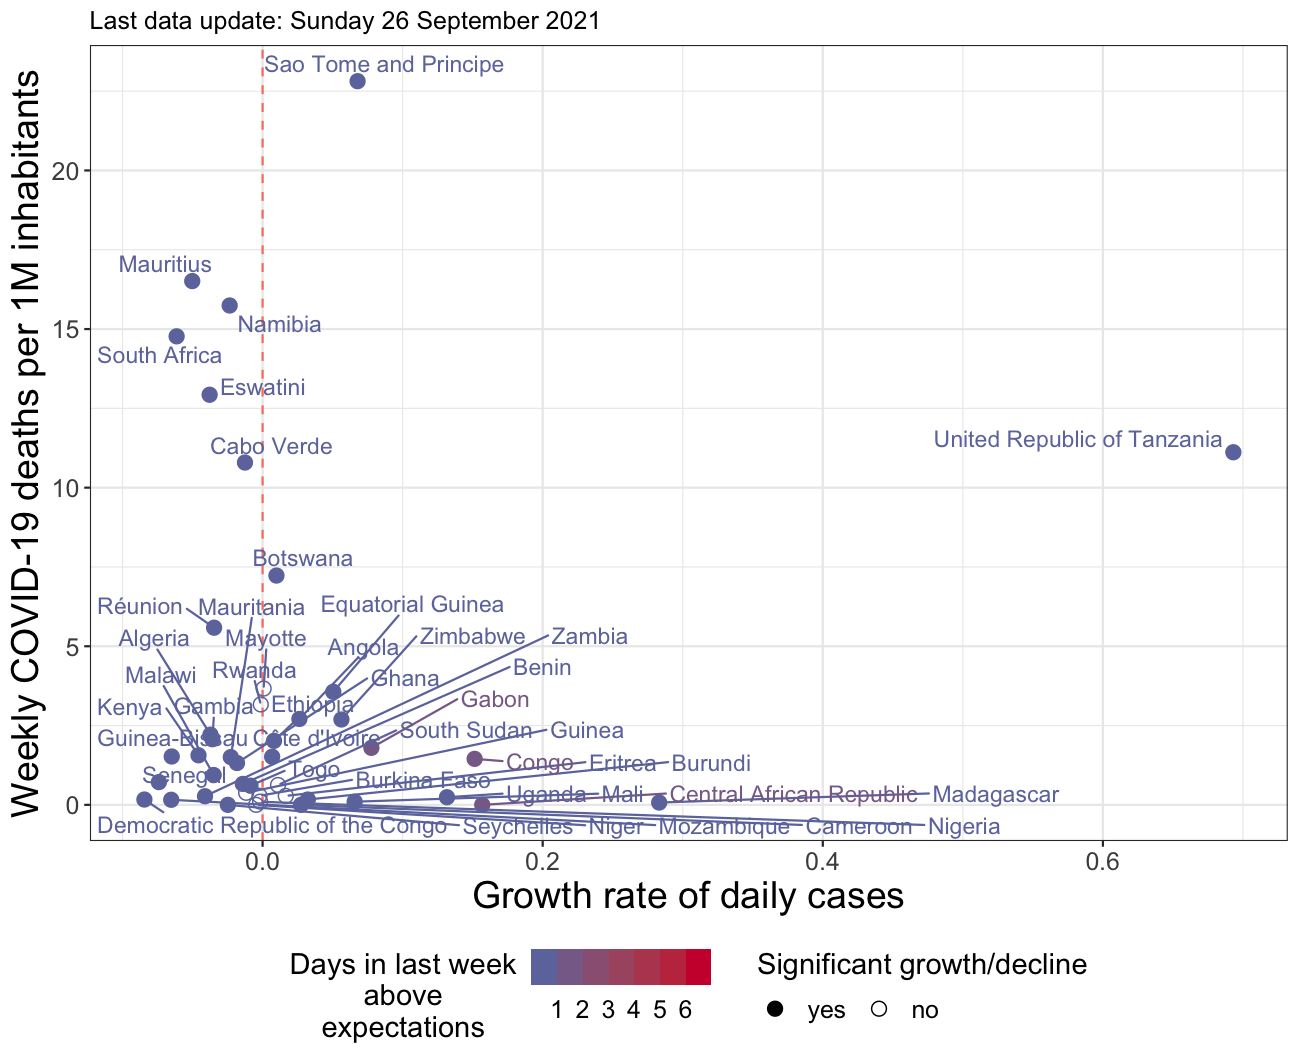 Last data update: Sunday 26 September 2021
Weekly COVID-19 deaths per 1M inhabitants
20
15
10
5
0
Sao Tome and Principe
Mauritius
Namibia
South Africa
Eswatini
Cabo Verde
United Republic of Tanzania
Botswana
Réunion
Mauritania
Equatorial Guinea
Algeria
Mayotte
Angola
Zimbabwe
Zambia
Malawi
Rwanda
Ghana
Benin
Kenya
Gambia
Ethiopia
Gabon
Guinea-Bissau
Côte d'Ivoire
South Sudan
Guinea
Senegal
Togo
Burkina Faso
Congo
Eritrea
Burundi
Uganda
Mali
Central African Republic
Madagascar
Democratic Republic of the Congo
Seychelles
Niger
Mozambique
Cameroon
Nigeria
0.0
0.2
0.4
0.6
Growth rate of daily cases
Days in last week
above
expectations
1 2 3 4 5 6
Significant growth/decline
yes
no